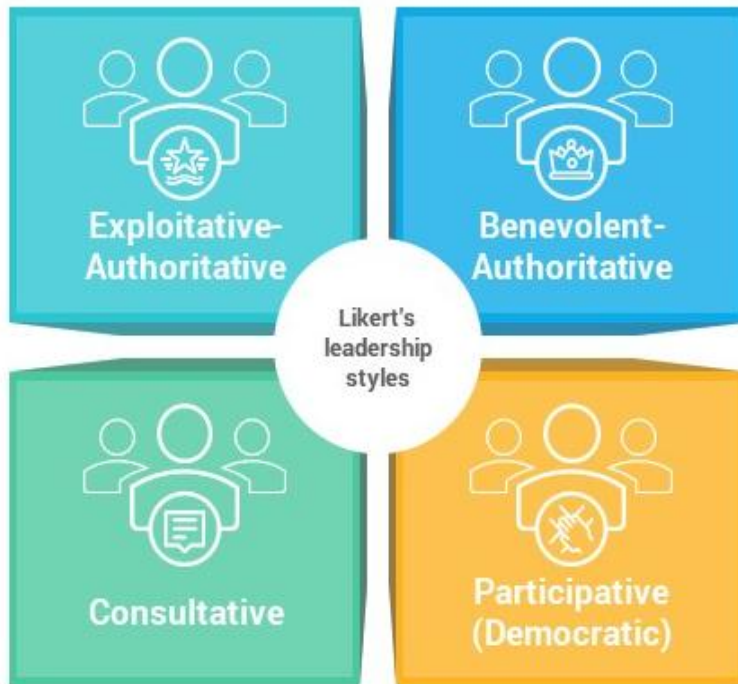 Exploitative-
Authoritative
Benevolent-
Authoritative
Likert's
leadership
styles
Consultative
Participative
(Democratic)